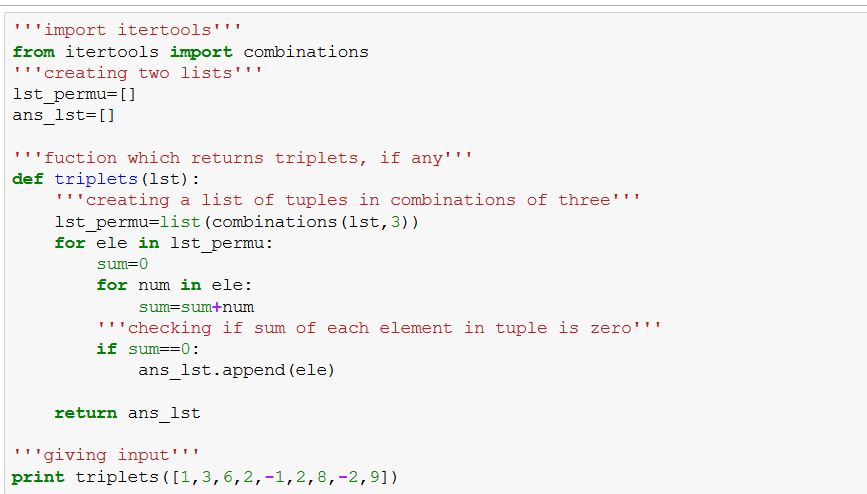 '''import itertools'''
from itertools import combinations
'''creating two lists'''
lst_permu=[]
ans_lst=[]
'''fuction which returns triplets, if any'''
def triplets(lst):
    '''creating a list of tuples in combinations of three'''
    lst_permu=list(combinations(lst,3))
    for ele in lst_permu:
        sum=0
        for num in ele:
            sum=sum+num
        '''checking if sum of each element in tuple is zero'''
        if sum==0:
            ans_lst.append(ele)
    return ans_lst
'''giving input'''
print triplets([1,3,6,2,-1,2,8,-2,9])